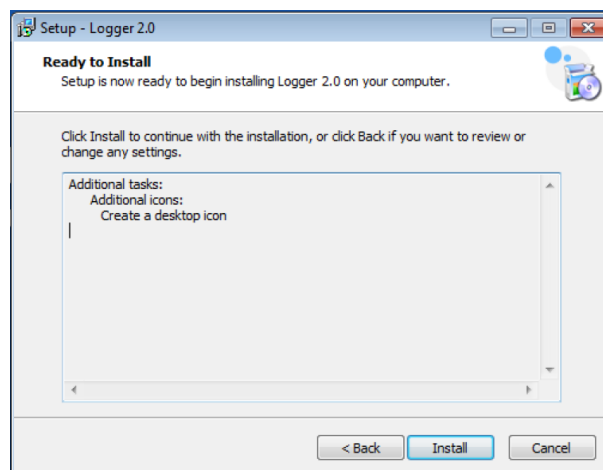 Setup - Logger 2.0
Ready to Install
Setup is now ready to begin installing Logger 2.0 on your computer.
Click Install to continue with the installation, or click Back if you want to review or
change any settings.
Additional tasks:
Additional icons:
Create a desktop icon
< Back
Install
Cancel